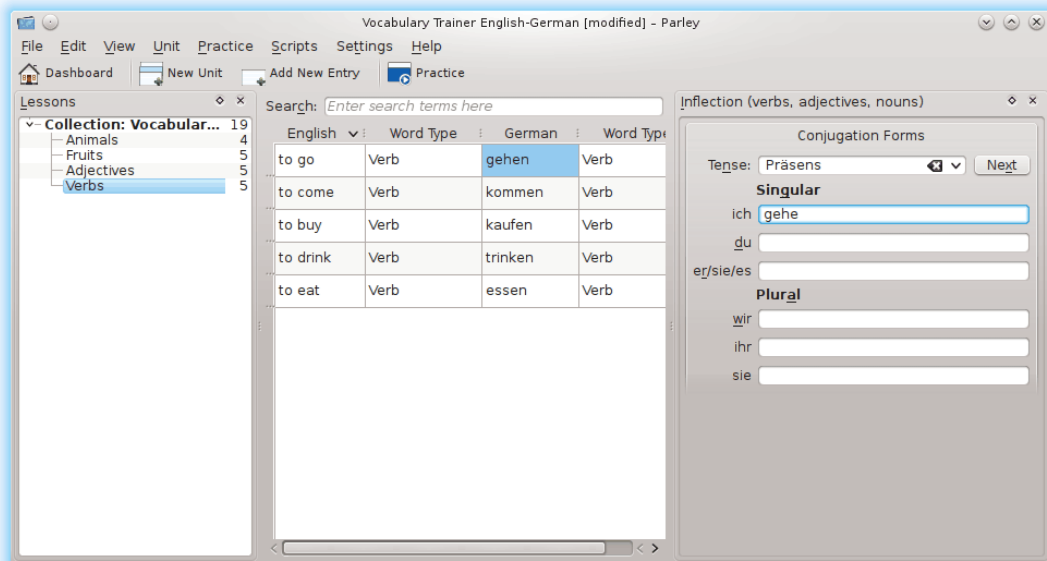 Vocabulary Trainer English-German [modified] – Parley
File Edit View Unit Practice Scripts Settings Help
Dashboard New Unit Add New Entry Practice
Lessons
Collection: Vocabular... 19
Animals 4
Fruits 5
Adjectives 5
Verbs 5
Search: Enter search terms here
English Word Type German Word Type
to go Verb gehen Verb
to come Verb kommen Verb
to buy Verb kaufen Verb
to drink Verb trinken Verb
to eat Verb essen Verb
Inflection (verbs, adjectives, nouns)
Conjugation Forms
Tense: Präsens Next
Singular
ich gehe
du
er/sie/es
Plural
wir
ihr
sie